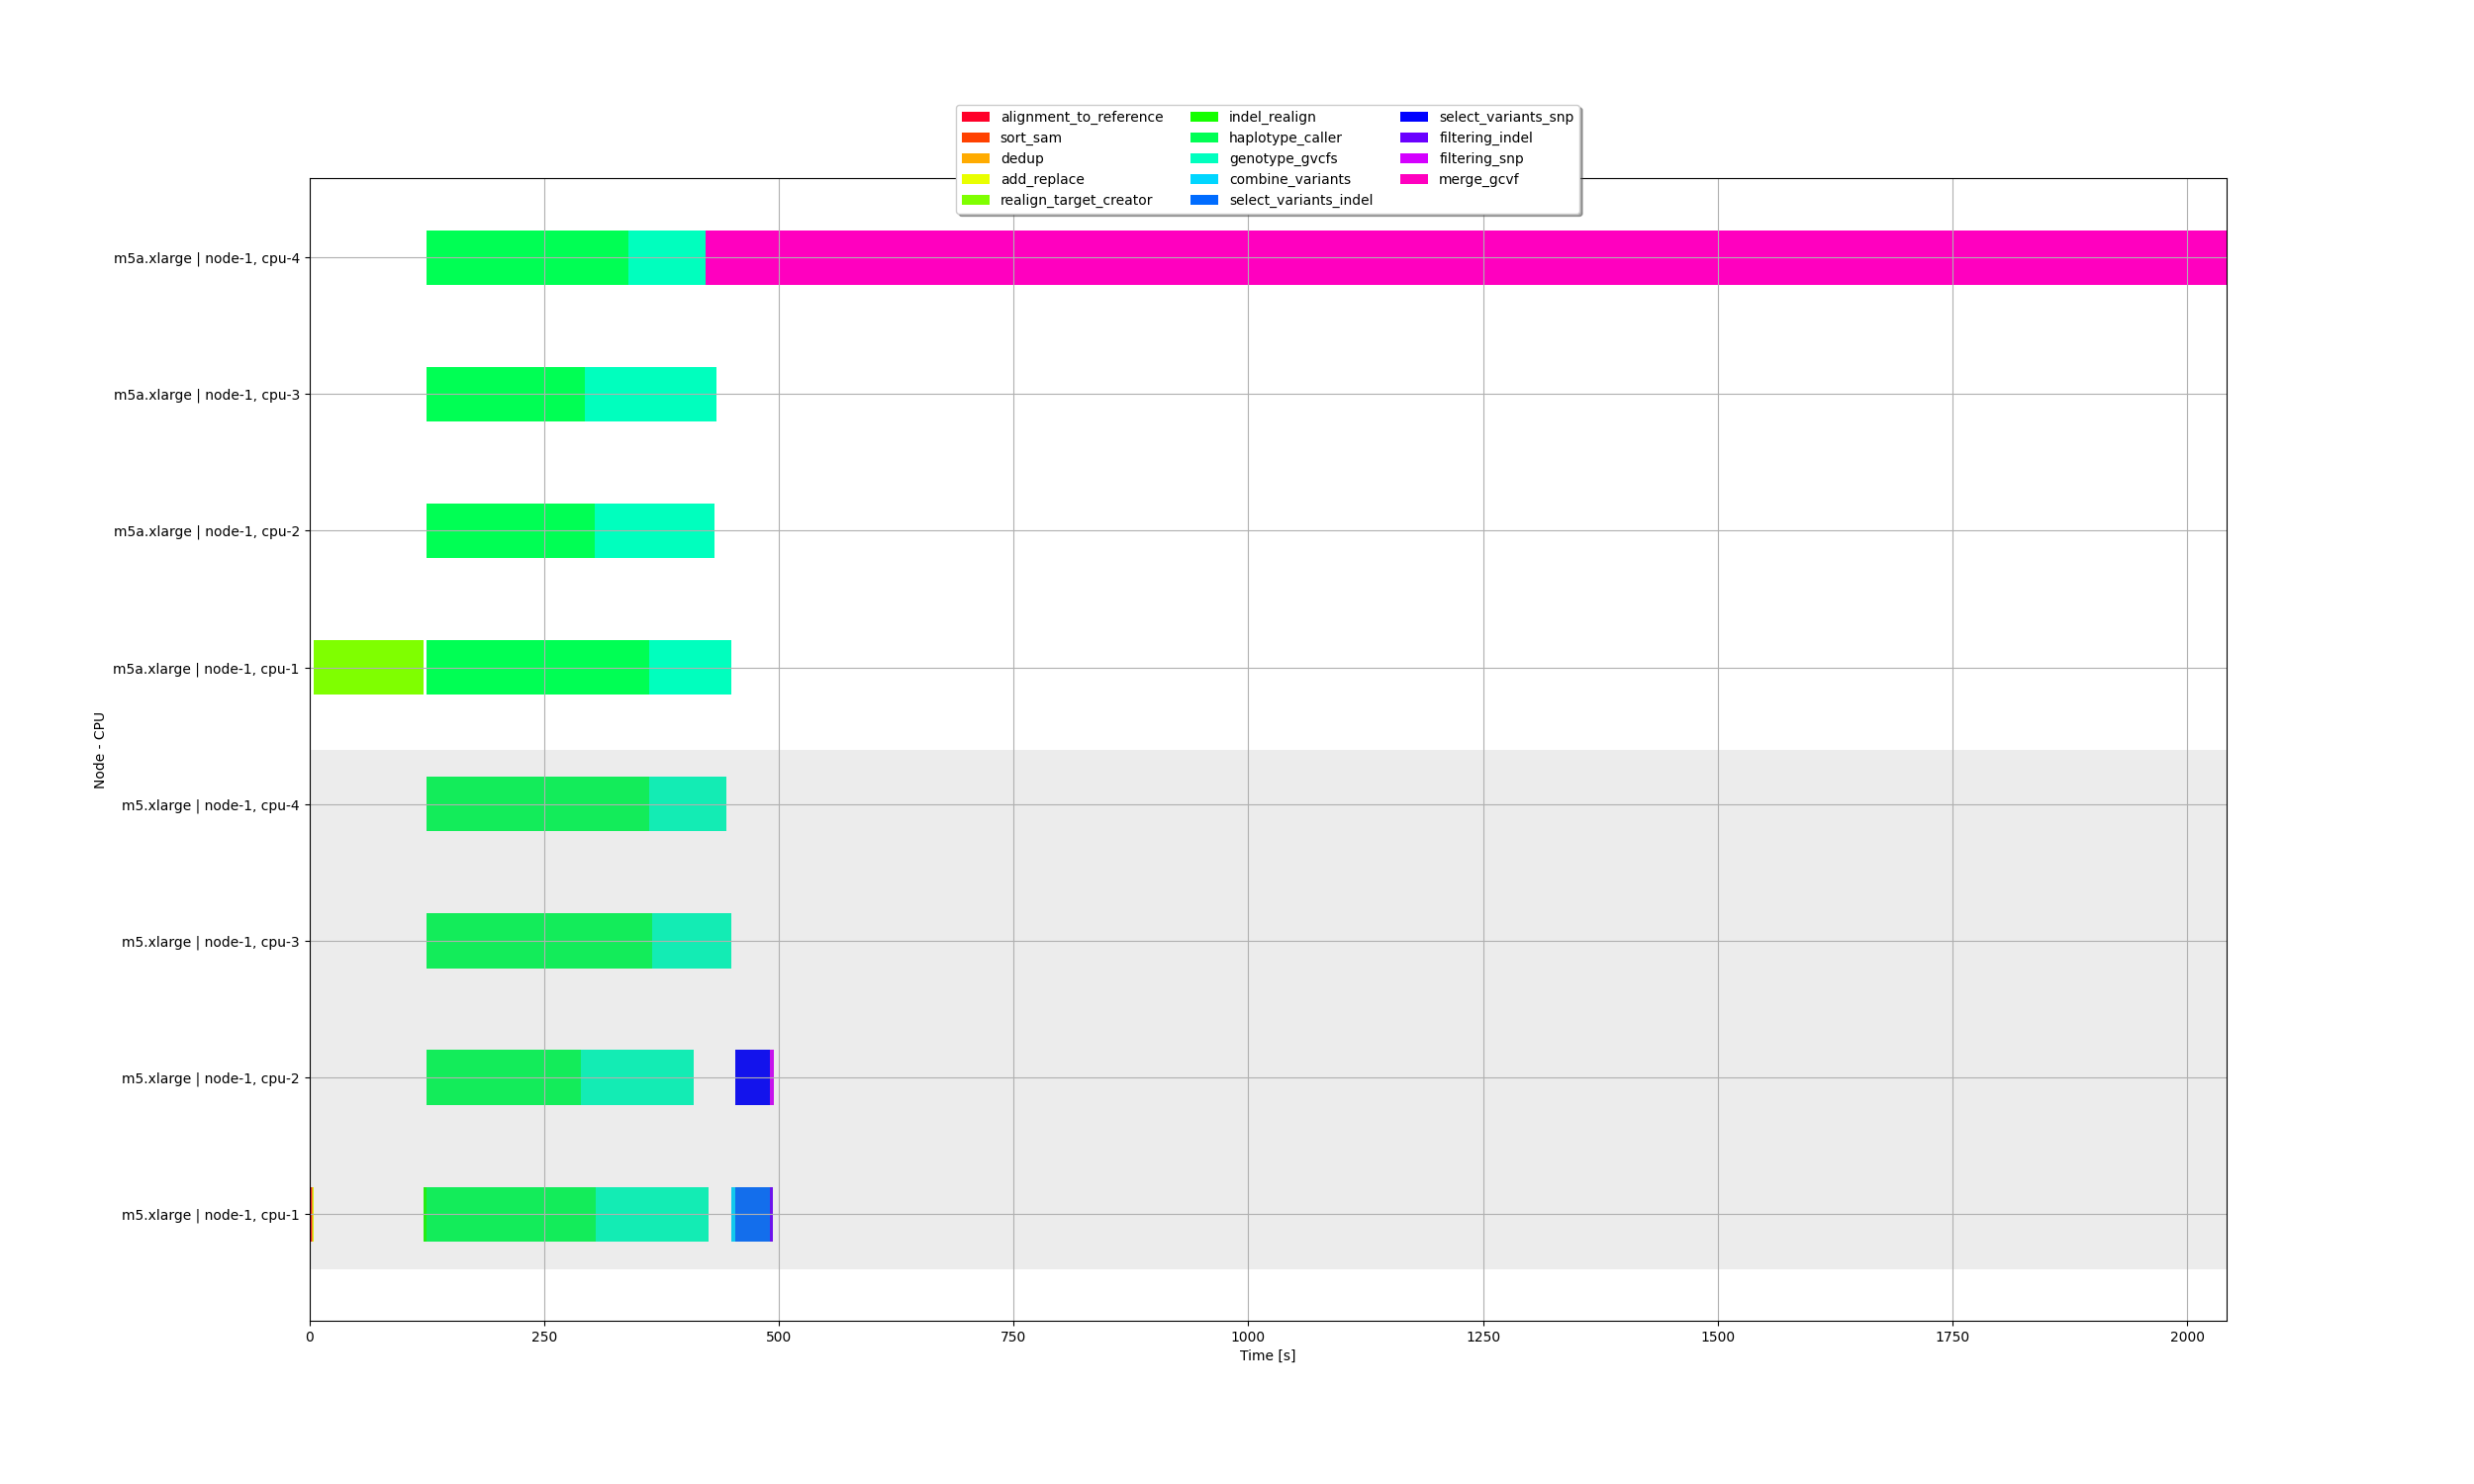 alignment_to_reference
sort_sam
dedup
add_replace
realign_target_creator
indel_realign
haplotype_caller
genotype_gvcfs
combine_variants
select_variants_indel
select_variants_snp
filtering_indel
filtering_snp
merge_gcvf
Node - CPU
m5a.xlarge | node-1, cpu-4
m5a.xlarge | node-1, cpu-3
m5a.xlarge | node-1, cpu-2
m5a.xlarge | node-1, cpu-1
m5.xlarge | node-1, cpu-4
m5.xlarge | node-1, cpu-3
m5.xlarge | node-1, cpu-2
m5.xlarge | node-1, cpu-1
0 250 500 750 1000 1250 1500 1750 2000
Time [s]